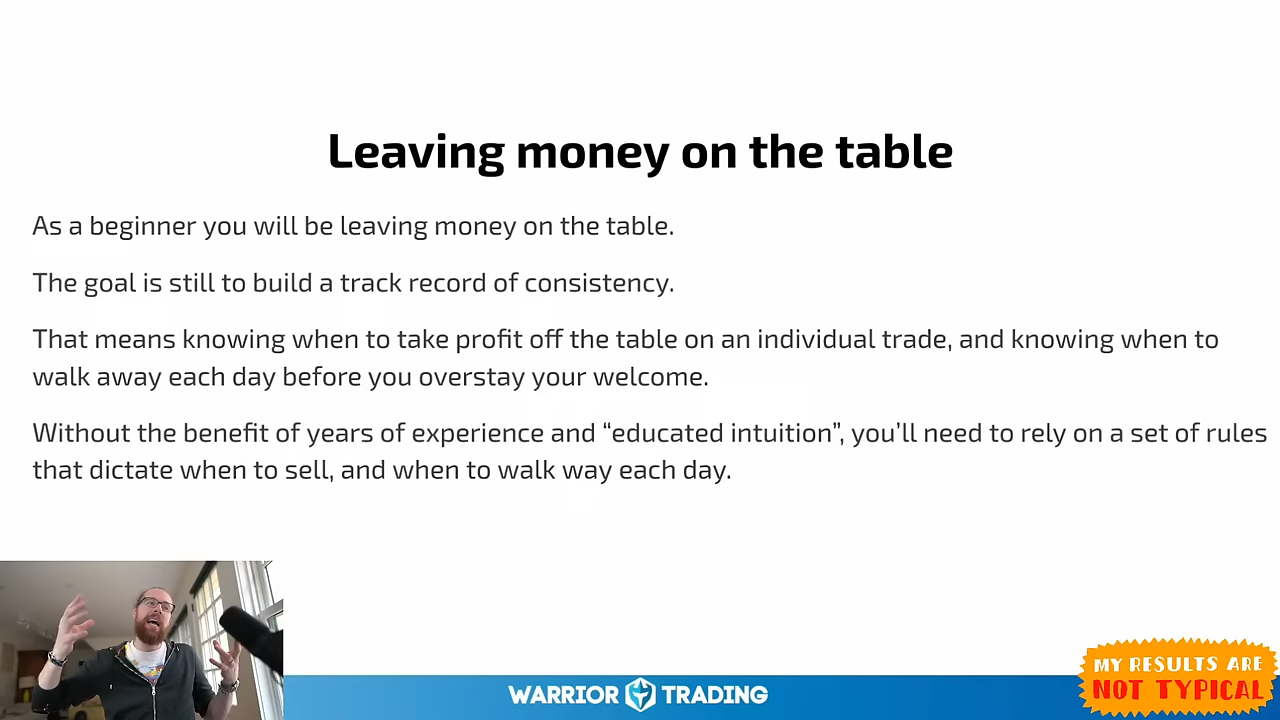 Leaving money on the table
As a beginner you will be leaving money on the table.
The goal is still to build a track record of consistency.
That means knowing when to take profit off the table on an individual trade, and knowing when to
walk away each day before you overstay your welcome.
Without the benefit of years of experience and “educated intuition”, you’ll need to rely on a set of rules
that dictate when to sell, and when to walk way each day.
WARRIOR TRADING
MY RESULTS ARE
NOT TYPICAL